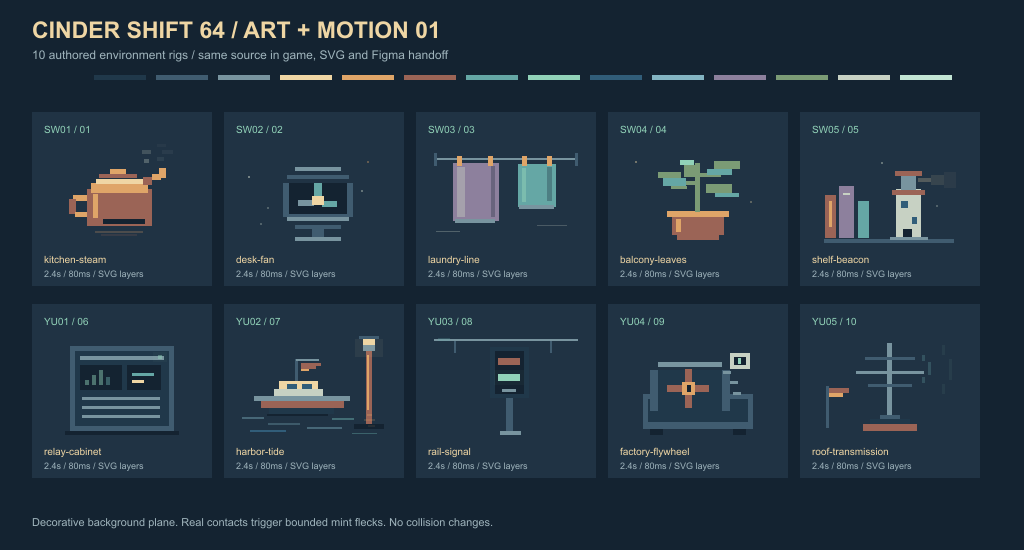 CINDER SHIFT 64 / ART + MOTION 01
10 authored environment rigs / same source in game, SVG and Figma handoff
SW01 / 01
kitchen-steam
2.4s / 80ms / SVG layers
SW02 / 02
desk-fan
2.4s / 80ms / SVG layers
SW03 / 03
laundry-line
2.4s / 80ms / SVG layers
SW04 / 04
balcony-leaves
2.4s / 80ms / SVG layers
SW05 / 05
shelf-beacon
2.4s / 80ms / SVG layers
YU01 / 06
relay-cabinet
2.4s / 80ms / SVG layers
YU02 / 07
harbor-tide
2.4s / 80ms / SVG layers
YU03 / 08
rail-signal
2.4s / 80ms / SVG layers
YU04 / 09
factory-flywheel
2.4s / 80ms / SVG layers
YU05 / 10
roof-transmission
2.4s / 80ms / SVG layers
Decorative background plane. Real contacts trigger bounded mint flecks. No collision changes.